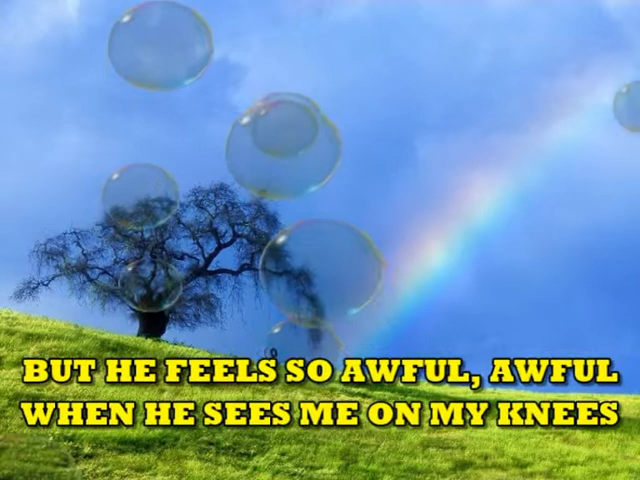 BUT HE FEELS SO AWFUL, AWFUL
WHEN HE SEES ME ON MY KNEES